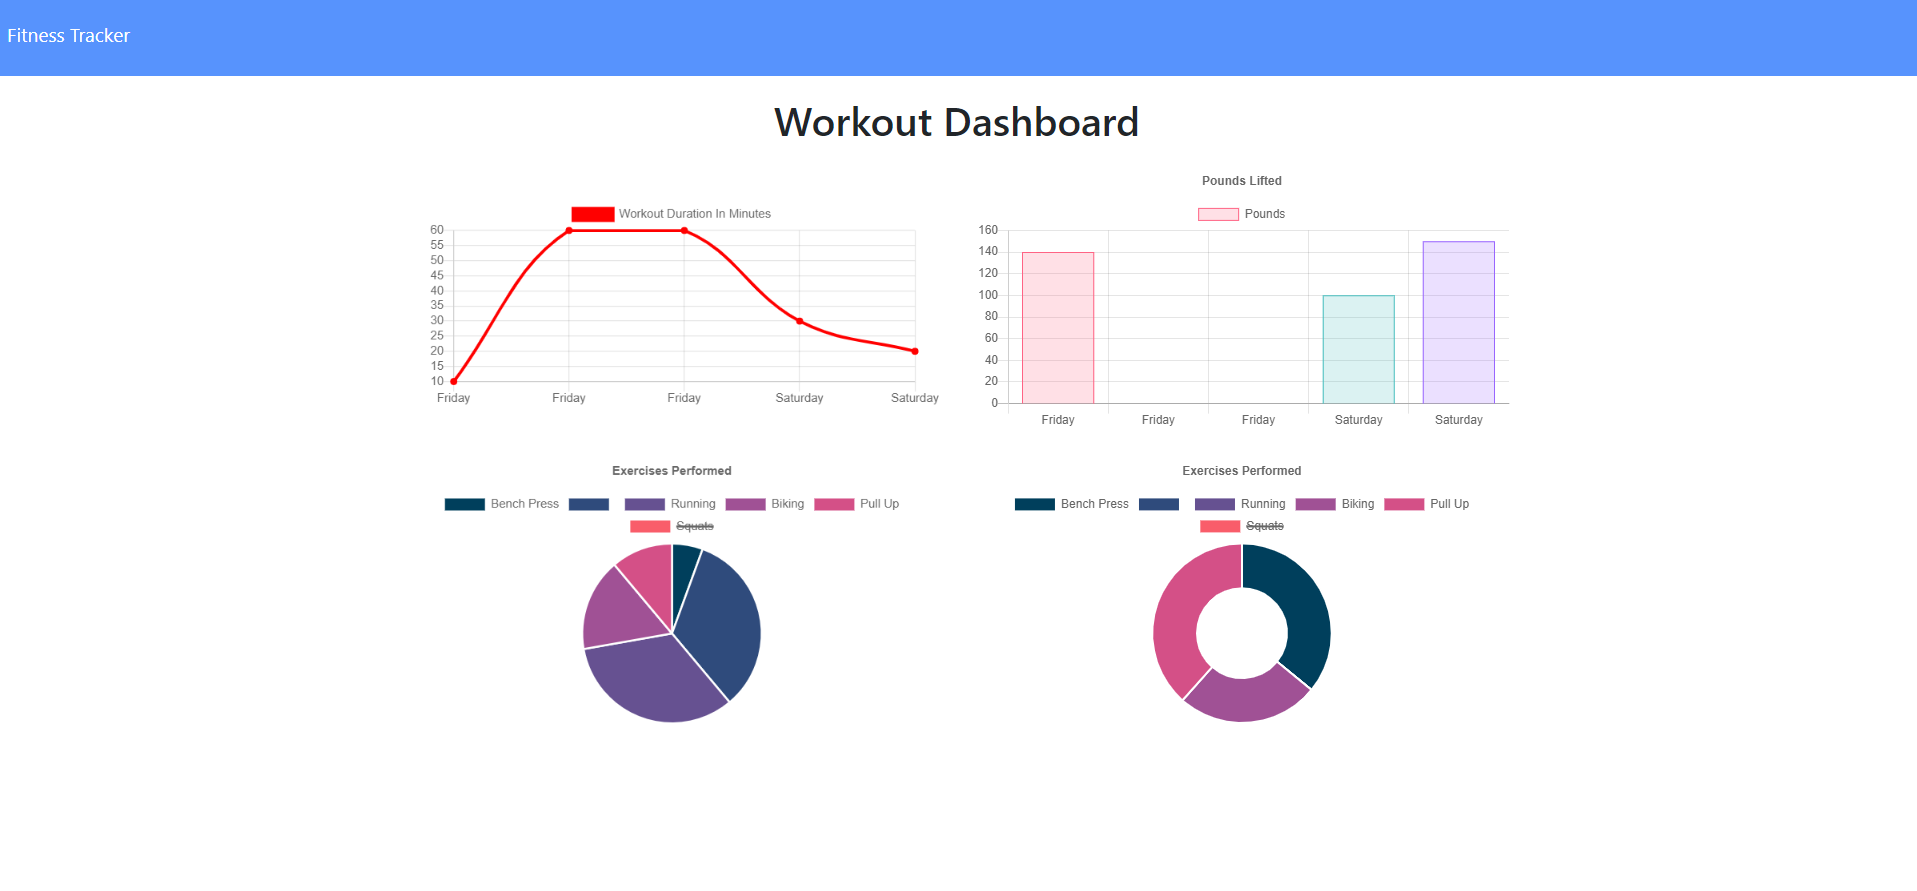 Fitness Tracker
Workout Dashboard
Workout Duration In Minutes
60
55
50
45
40
35
30
25
20
15
10
Friday Friday Friday Saturday Saturday
Pounds Lifted
Pounds
160
140
120
100
80
60
40
20
0
Friday Friday Friday Saturday Saturday
Exercises Performed
Bench Press Running Biking Pull Up
Squats
Exercises Performed
Bench Press Running Biking Pull Up
Squats